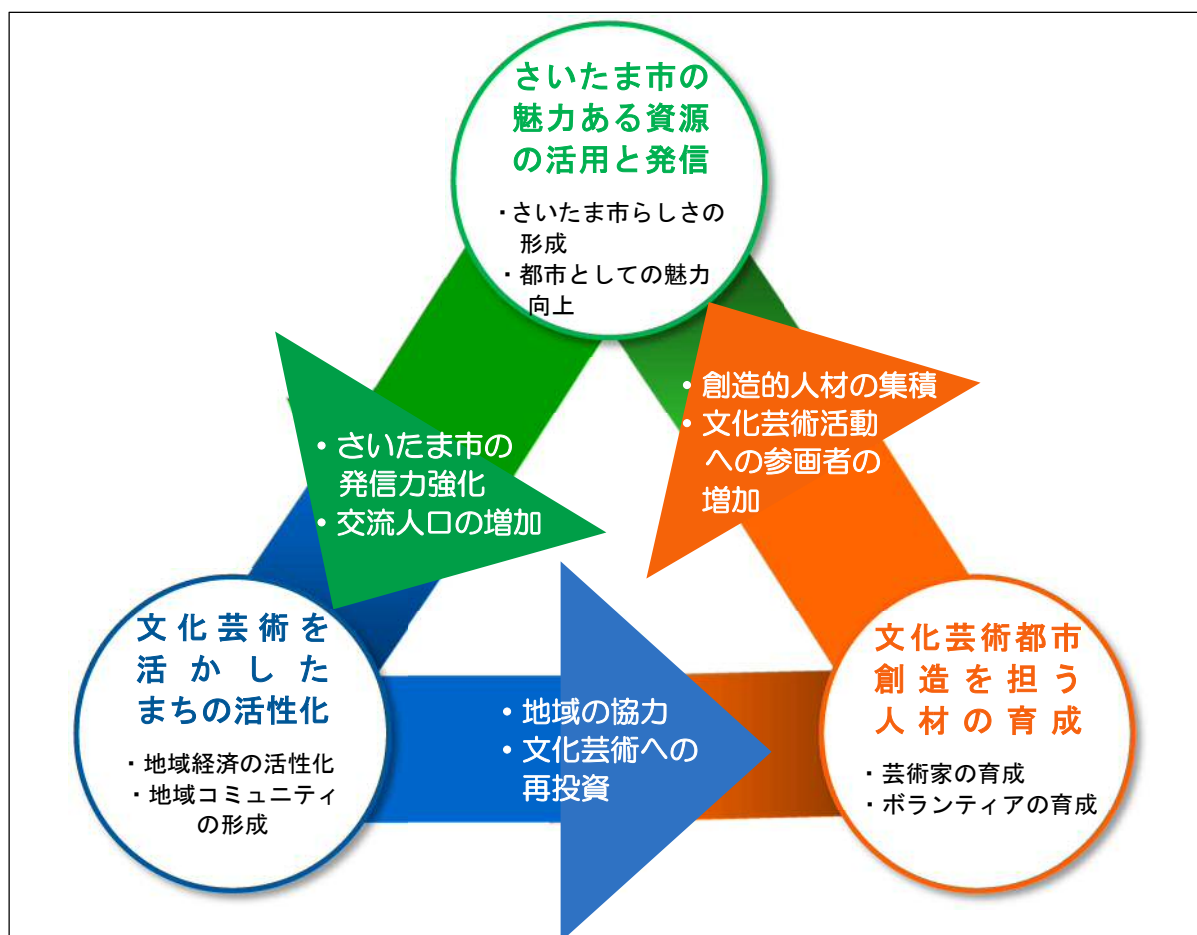 さいたま市の
魅力ある資源
の活用と発信
・さいたま市らしさの
形成
・都市としての魅力
向上
・創造的人材の集積
・文化芸術活動
への参画者の
増加
・さいたま市の
発信力強化
・交流人口の増加
文化芸術を
活かした
まちの活性化
・地域経済の活性化
・地域コミュニティ
の形成
・地域の協力
・文化芸術への
再投資
文化芸術都市
創造を担う
人材の育成
・芸術家の育成
・ボランティアの育成